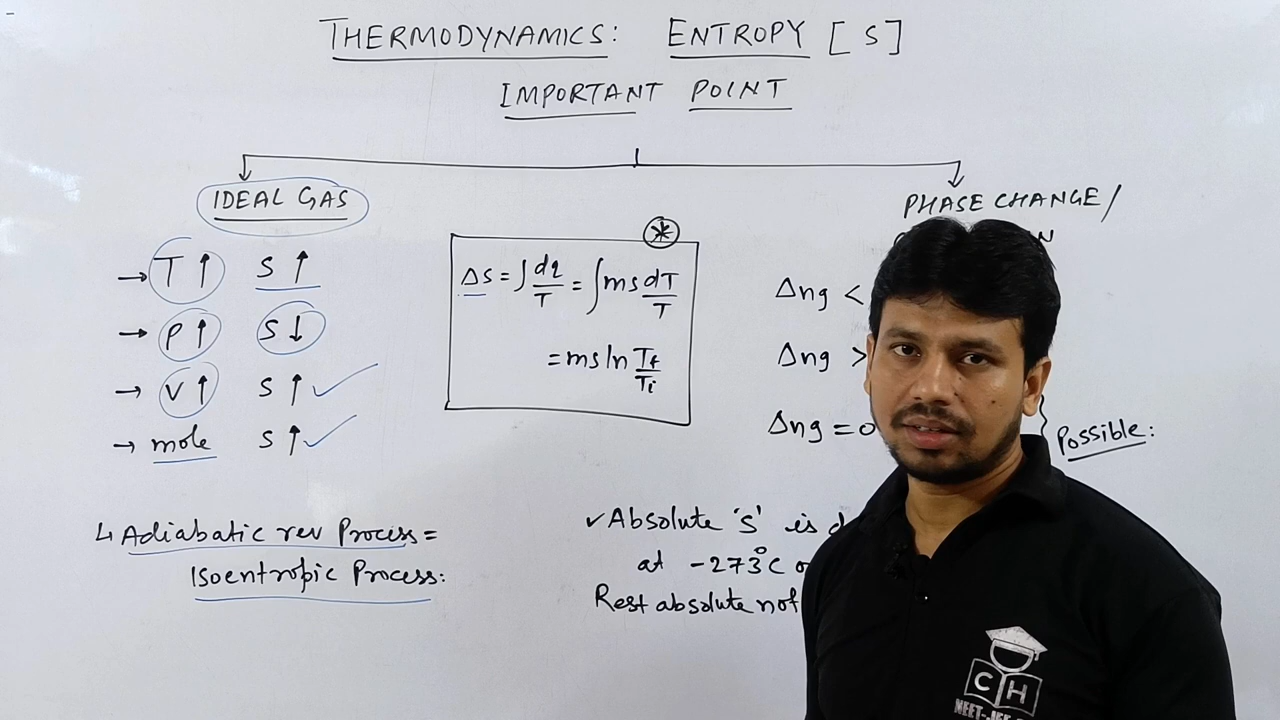 THERMODYNAMICS: ENTROPY [S]
IMPORTANT POINT
IDEAL GAS
→ T ↑ S ↑
→ P ↑ S ↓
→ V ↑ S ↑ ✓
→ mole S ↑ ✓
↳ Adiabatic rev Process =
Isoentropic Process:
*
ΔS = ∫ dq/T = ∫ ms dT/T
= ms ln Tf/Ti
PHASE CHANGE /
Δng <
Δng >
Δng = 0
Possible:
✓ Absolute 'S' is
at -273°C
Rest absolute not
CH